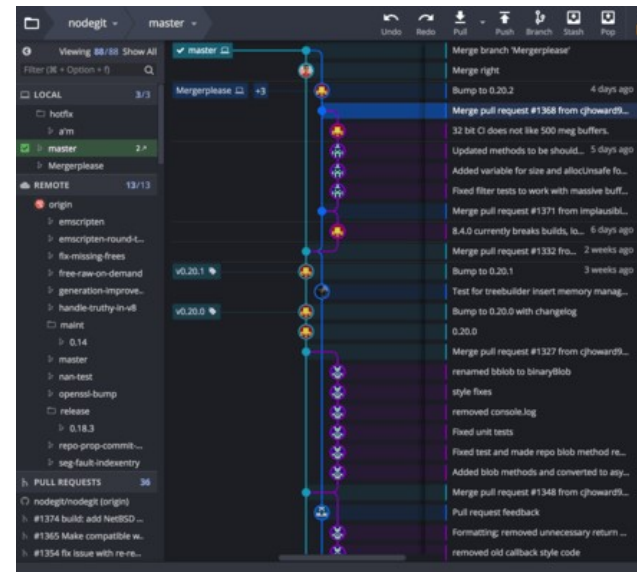 nodegit
master
Undo
Redo
Pull
Push
Branch
Stash
Pop
Viewing 88/88 Show All
Filter (⌘ + Option + f)
LOCAL 3/3
hotfix
a'm
master 2
Mergerplease
REMOTE 13/13
origin
emscripten
emscripten-round-t...
fix-missing-frees
free-raw-on-demand
generation-improve..
handle-truthy-in-v8
maint
0.14
master
nan-test
openssl-bump
release
0.18.3
repo-prop-commit-...
seg-fault-indexentry
PULL REQUESTS 36
nodegit/nodegit (origin)
#1374 build: add NetBSD ...
#1365 Make compatible w..
#1354 fix issue with re-re...
master
Mergerplease +3
v0.20.1
v0.20.0
Merge branch 'Mergerplease'
Merge right
Bump to 0.20.2 4 days ago
Merge pull request #1368 from cjhoward9...
32 bit CI does not like 500 meg buffers.
Updated methods to be should... 5 days ago
Added variable for size and allocUnsafe fo...
Fixed filter tests to work with massive buff...
Merge pull request #1371 from implausibl...
8.4.0 currently breaks builds, lo... 6 days ago
Merge pull request #1332 fro... 2 weeks ago
Bump to 0.20.1 3 weeks ago
Test for treebuilder insert memory manag...
Bump to 0.20.0 with changelog
0.20.0
Merge pull request #1327 from cjhoward9...
renamed bblob to binaryBlob
style fixes
removed console.log
Fixed unit tests
Fixed test and made repo blob method re...
Added blob methods and converted to asy...
Merge pull request #1348 from cjhoward9...
Pull request feedback
Formatting; removed unnecessary return ...
removed old callback style code